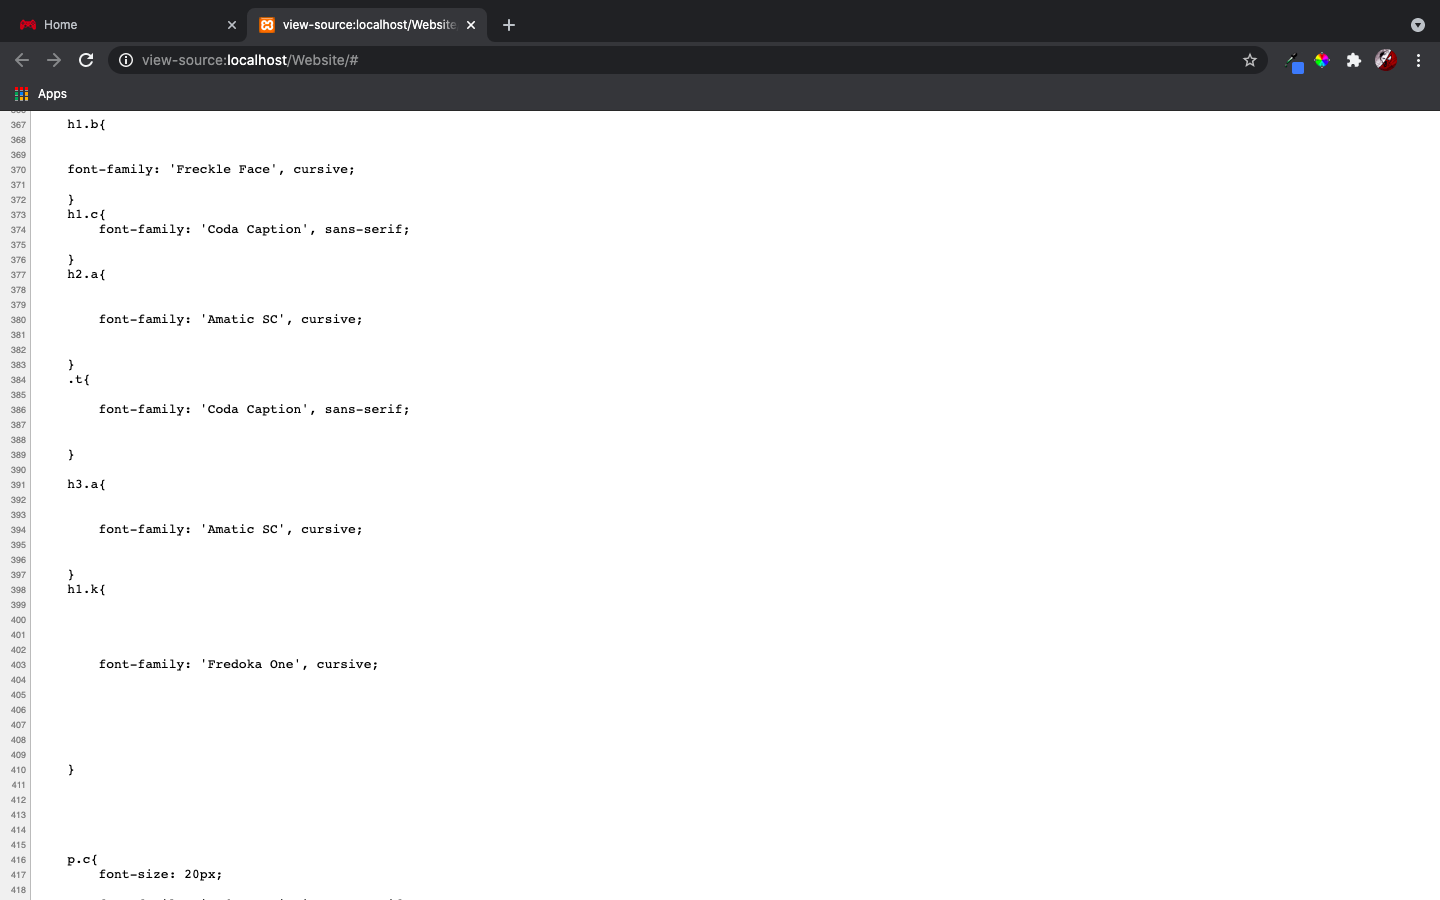 Home
view-source:localhost/Website
view-source:localhost/Website/#
Apps
367 h1.b{
368
369
370 font-family: 'Freckle Face', cursive;
371
372 }
373 h1.c{
374 font-family: 'Coda Caption', sans-serif;
375
376 }
377 h2.a{
378
379
380 font-family: 'Amatic SC', cursive;
381
382
383 }
384 .t{
385
386 font-family: 'Coda Caption', sans-serif;
387
388
389 }
390
391 h3.a{
392
393
394 font-family: 'Amatic SC', cursive;
395
396
397 }
398 h1.k{
399
400
401
402
403 font-family: 'Fredoka One', cursive;
404
405
406
407
408
409
410 }
411
412
413
414
415
416 p.c{
417 font-size: 20px;
418